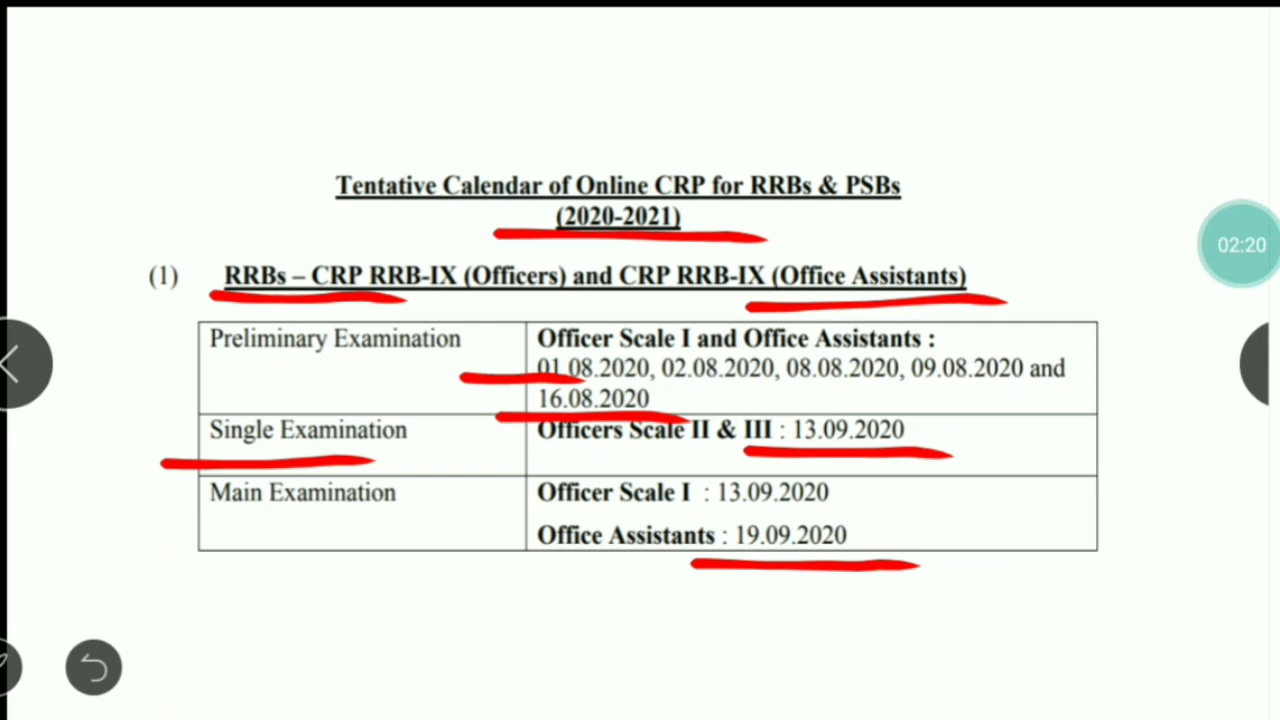 Tentative Calendar of Online CRP for RRBs & PSBs
(2020-2021)
02:20
(1) RRBs – CRP RRB-IX (Officers) and CRP RRB-IX (Office Assistants)
Preliminary Examination
Officer Scale I and Office Assistants :
01.08.2020, 02.08.2020, 08.08.2020, 09.08.2020 and
16.08.2020
Single Examination
Officers Scale II & III : 13.09.2020
Main Examination
Officer Scale I : 13.09.2020
Office Assistants : 19.09.2020